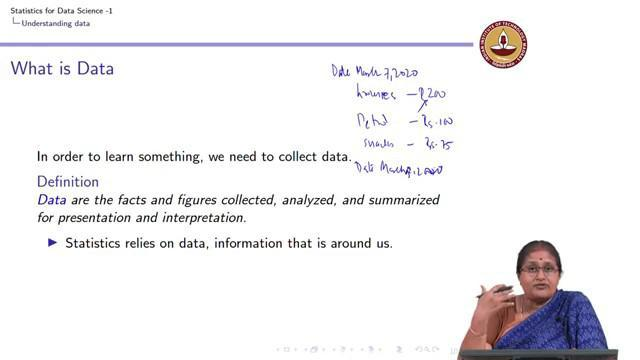 Statistics for Data Science -1
Understanding data
What is Data
Date March 7, 2020
200
Petrol - Rs. 100
snacks - Rs. 75
Date March
In order to learn something, we need to collect data.
Definition
Data are the facts and figures collected, analyzed, and summarized
for presentation and interpretation.
Statistics relies on data, information that is around us.